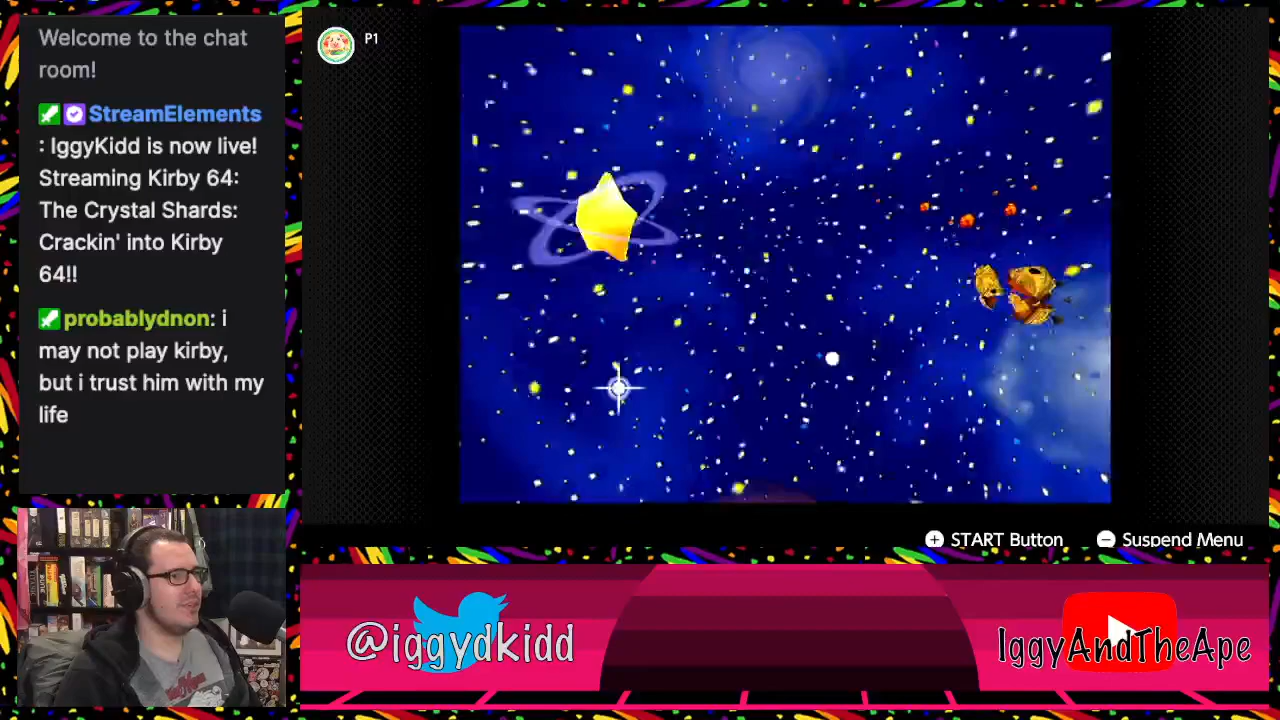 Welcome to the chat
room!
StreamElements
: IggyKidd is now live!
Streaming Kirby 64:
The Crystal Shards:
Crackin' into Kirby
64!!
probablydnon: i
may not play kirby,
but i trust him with my
life
P1
START Button
Suspend Menu
@iggydkidd
IggyAndTheApe